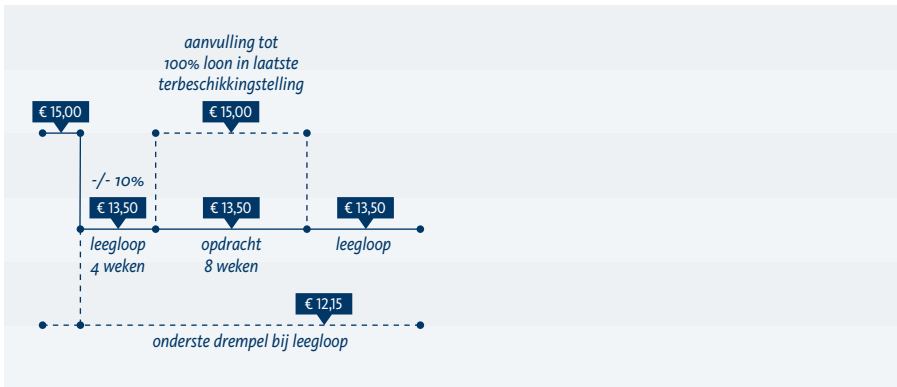 aanvulling tot
100% loon in laatste
terbeschikkingstelling
€ 15,00
€ 15,00
-/- 10%
€ 13,50
€ 13,50
€ 13,50
leegloop
4 weken
opdracht
8 weken
leegloop
€ 12,15
onderste drempel bij leegloop